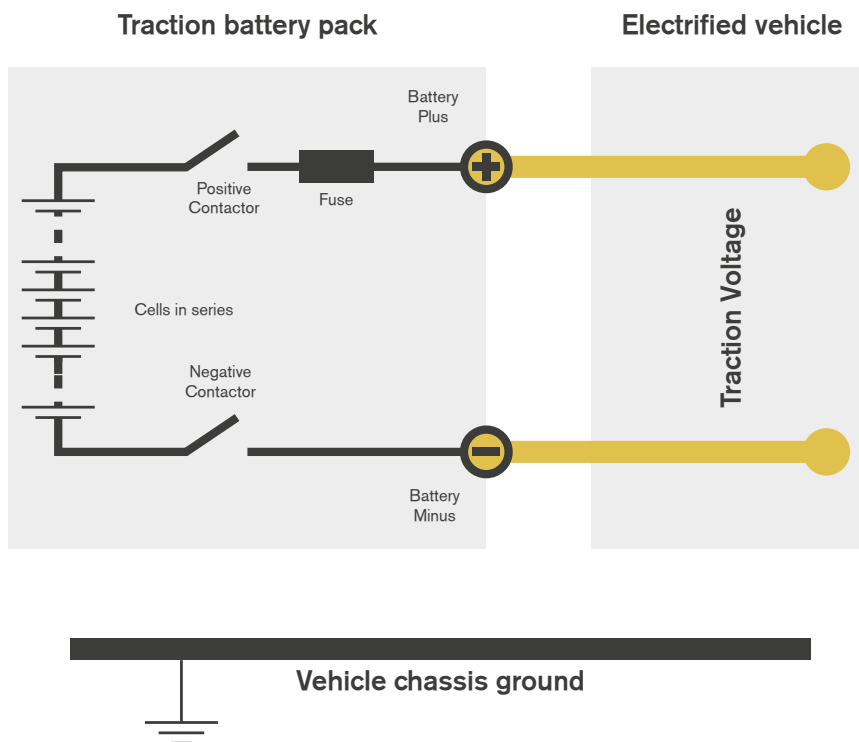 Traction battery pack
Electrified vehicle
Battery
Plus
Positive
Contactor
Fuse
Traction Voltage
Cells in series
Negative
Contactor
Battery
Minus
Vehicle chassis ground